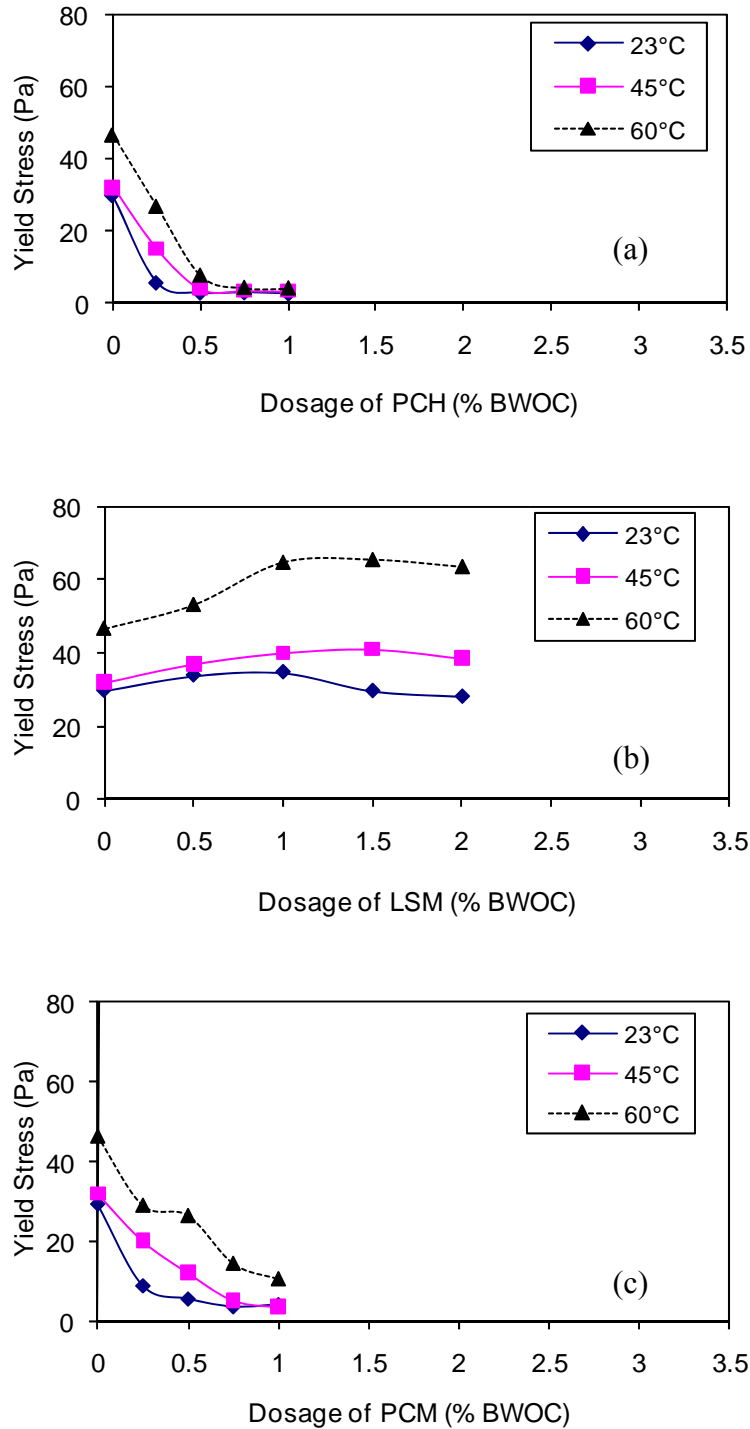 80
60
40
20
0
Yield Stress (Pa)
23°C
45°C
60°C
(a)
0 0.5 1 1.5 2 2.5 3 3.5
Dosage of PCH (% BWOC)
80
60
40
20
0
Yield Stress (Pa)
23°C
45°C
60°C
(b)
0 0.5 1 1.5 2 2.5 3 3.5
Dosage of LSM (% BWOC)
80
60
40
20
0
Yield Stress (Pa)
23°C
45°C
60°C
(c)
0 0.5 1 1.5 2 2.5 3 3.5
Dosage of PCM (% BWOC)